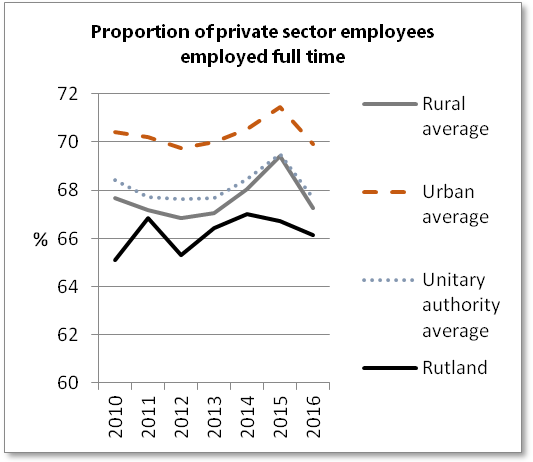 Proportion of private sector employees
employed full time
72
70
68
66
64
62
60
%
2010
2011
2012
2013
2014
2015
2016
Rural
average
Urban
average
Unitary
authority
average
Rutland